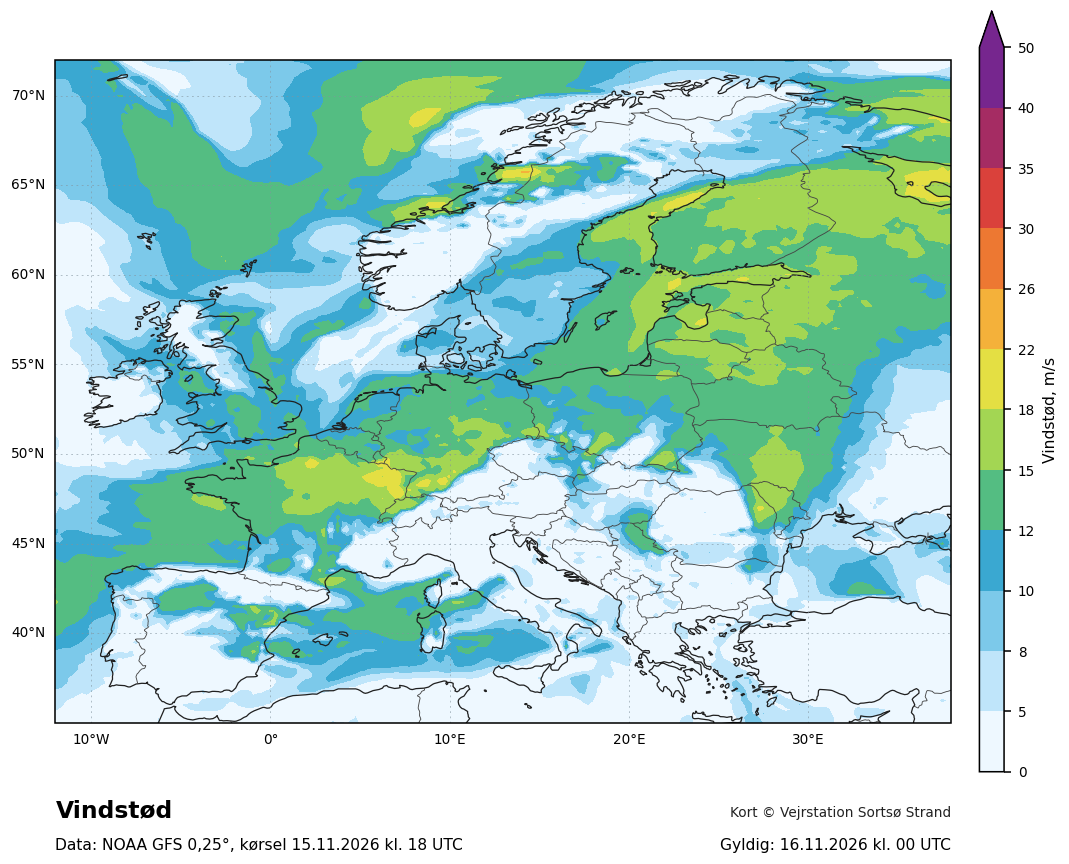 70°N
65°N
60°N
55°N
50°N
45°N
40°N
10°W
0°
10°E
20°E
30°E
50
40
35
30
26
22
18
15
12
10
8
5
0
Vindstød, m/s
Vindstød
Kort © Vejrstation Sortsø Strand
Data: NOAA GFS 0,25°, kørsel 15.11.2026 kl. 18 UTC
Gyldig: 16.11.2026 kl. 00 UTC